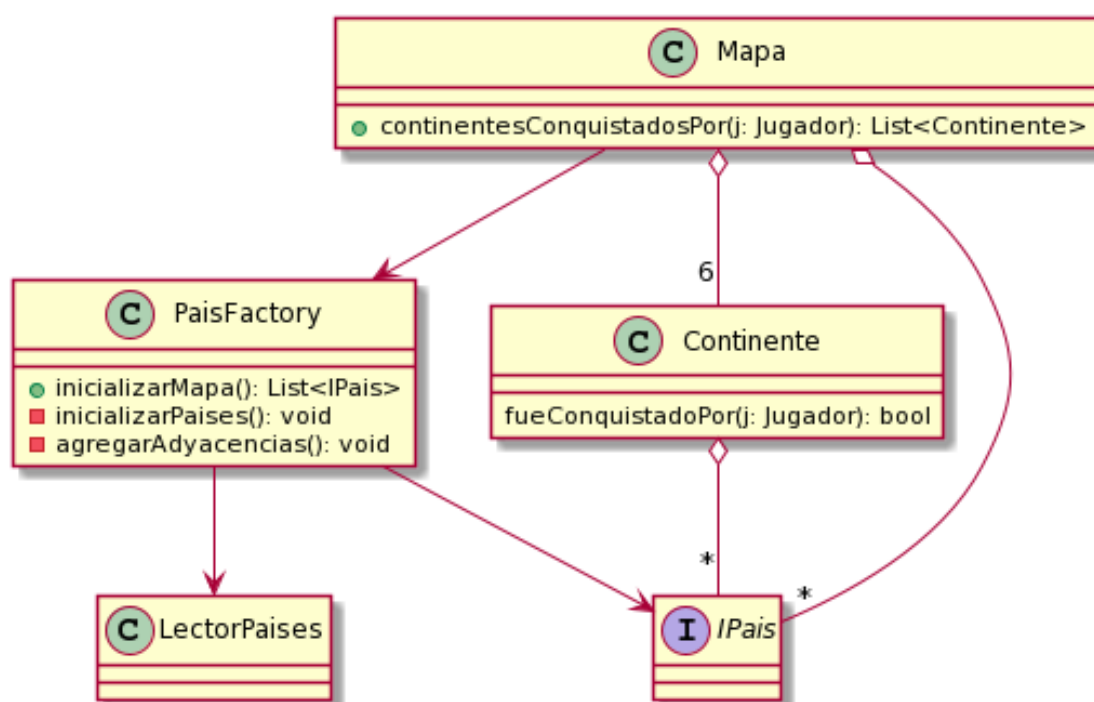 C Mapa
continentesConquistadosPor(j: Jugador): List<Continente>
6
C PaisFactory
inicializarMapa(): List<IPais>
inicializarPaises(): void
agregarAdyacencias(): void
C Continente
fueConquistadoPor(j: Jugador): bool
*
*
C LectorPaises
I IPais